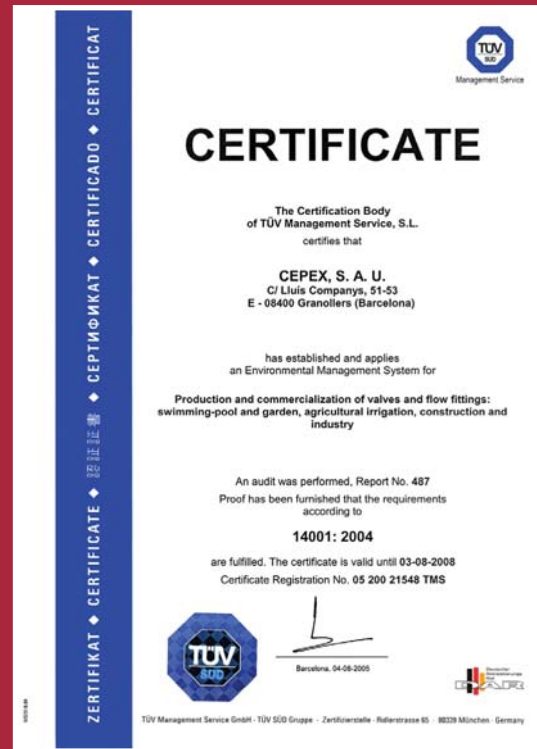 ZERTIFIKAT ◆ CERTIFICATE ◆ 認証証書 ◆ СЕРТИФИКАТ ◆ CERTIFICADO ◆ CERTIFICAT
TÜV
SÜD
Management Service
CERTIFICATE
The Certification Body
of TÜV Management Service, S.L.
certifies that
CEPEX, S. A. U.
C/ Lluís Companys, 51-53
E - 08400 Granollers (Barcelona)
has established and applies
an Environmental Management System for
Production and commercialization of valves and flow fittings:
swimming-pool and garden, agricultural irrigation, construction and
industry
An audit was performed, Report No. 487
Proof has been furnished that the requirements
according to
14001: 2004
are fulfilled. The certificate is valid until 03-08-2008
Certificate Registration No. 05 200 21548 TMS
TÜV
SÜD
Barcelona, 04-08-2005
TÜV Management Service GmbH · TÜV SÜD Gruppe · Zertifizierstelle · Ridlerstrasse 65 · 80339 München · Germany